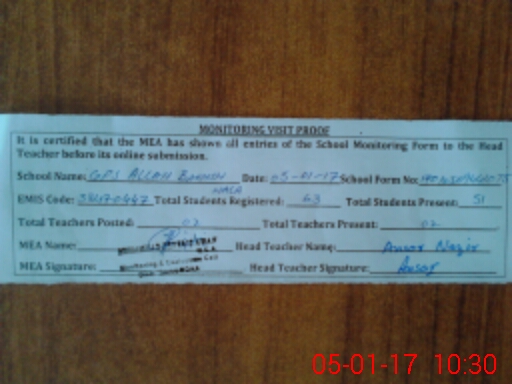 MONITORING VISIT PROOF
It is certified that the MEA has shown all entries of the School Monitoring Form to the Head
Teacher before its online submission.
School Name: GPS ALLAH Date: 05-01-17 School Form No:
EMIS Code: Total Students Registered: 63 Total Students Present: 51
Total Teachers Posted: 02 Total Teachers Present: 02
MEA Name: Head Teacher Name: Nazir
MEA Signature: Head Teacher Signature:
05-01-17 10:30